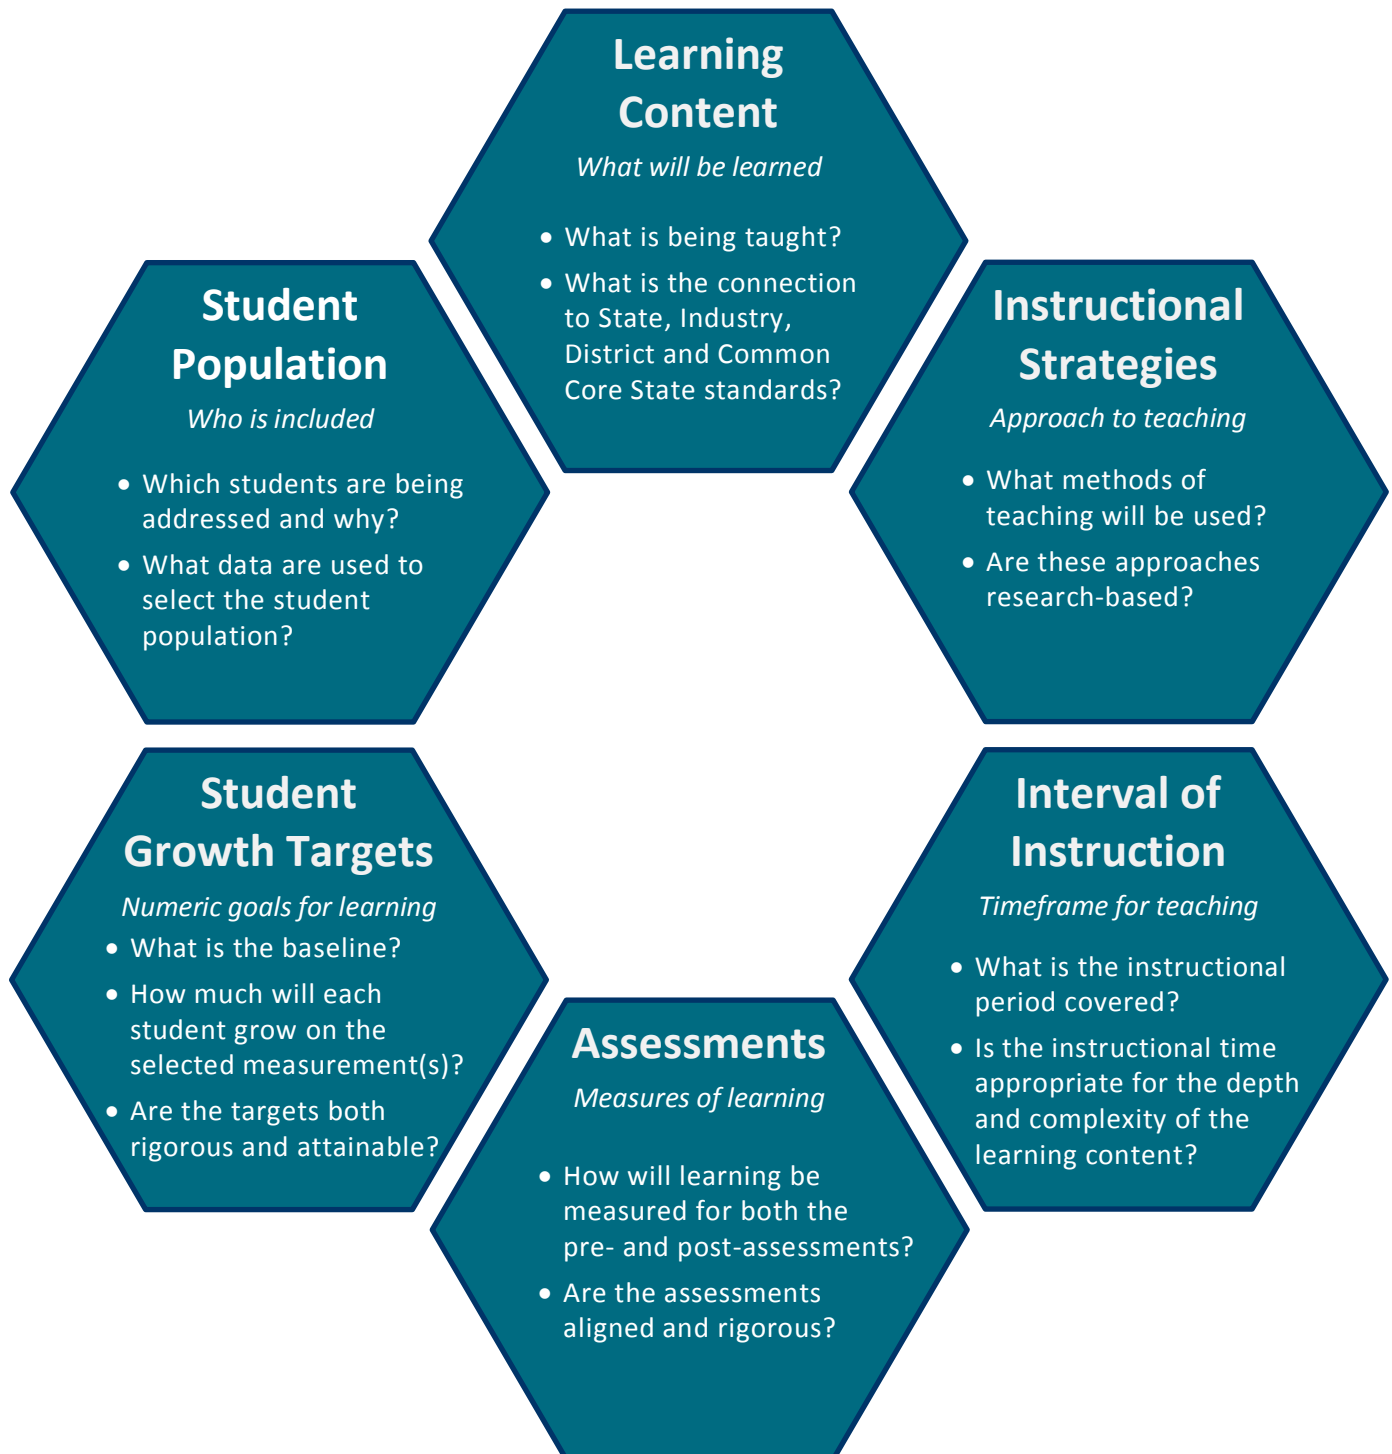 Learning
Content
What will be learned
• What is being taught?
• What is the connection
to State, Industry,
District and Common
Core State standards?
Instructional
Strategies
Approach to teaching
• What methods of
teaching will be used?
• Are these approaches
research-based?
Interval of
Instruction
Timeframe for teaching
• What is the instructional
period covered?
• Is the instructional time
appropriate for the depth
and complexity of the
learning content?
Assessments
Measures of learning
• How will learning be
measured for both the
pre- and post-assessments?
• Are the assessments
aligned and rigorous?
Student
Growth Targets
Numeric goals for learning
• What is the baseline?
• How much will each
student grow on the
selected measurement(s)?
• Are the targets both
rigorous and attainable?
Student
Population
Who is included
• Which students are being
addressed and why?
• What data are used to
select the student
population?